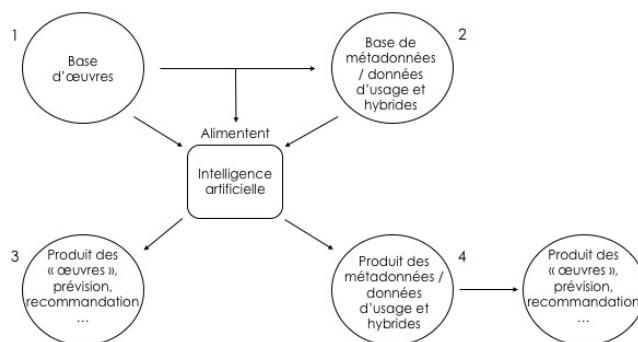 1
Base
d'œuvres
2
Base de
métadonnées
/ données
d'usage et
hybrides
Alimentent
Intelligence
artificielle
3
Produit des
« œuvres »,
prévision,
recommandation
…
4
Produit des
métadonnées /
données
d'usage et
hybrides
Produit des
« œuvres »,
prévision,
recommandation
…